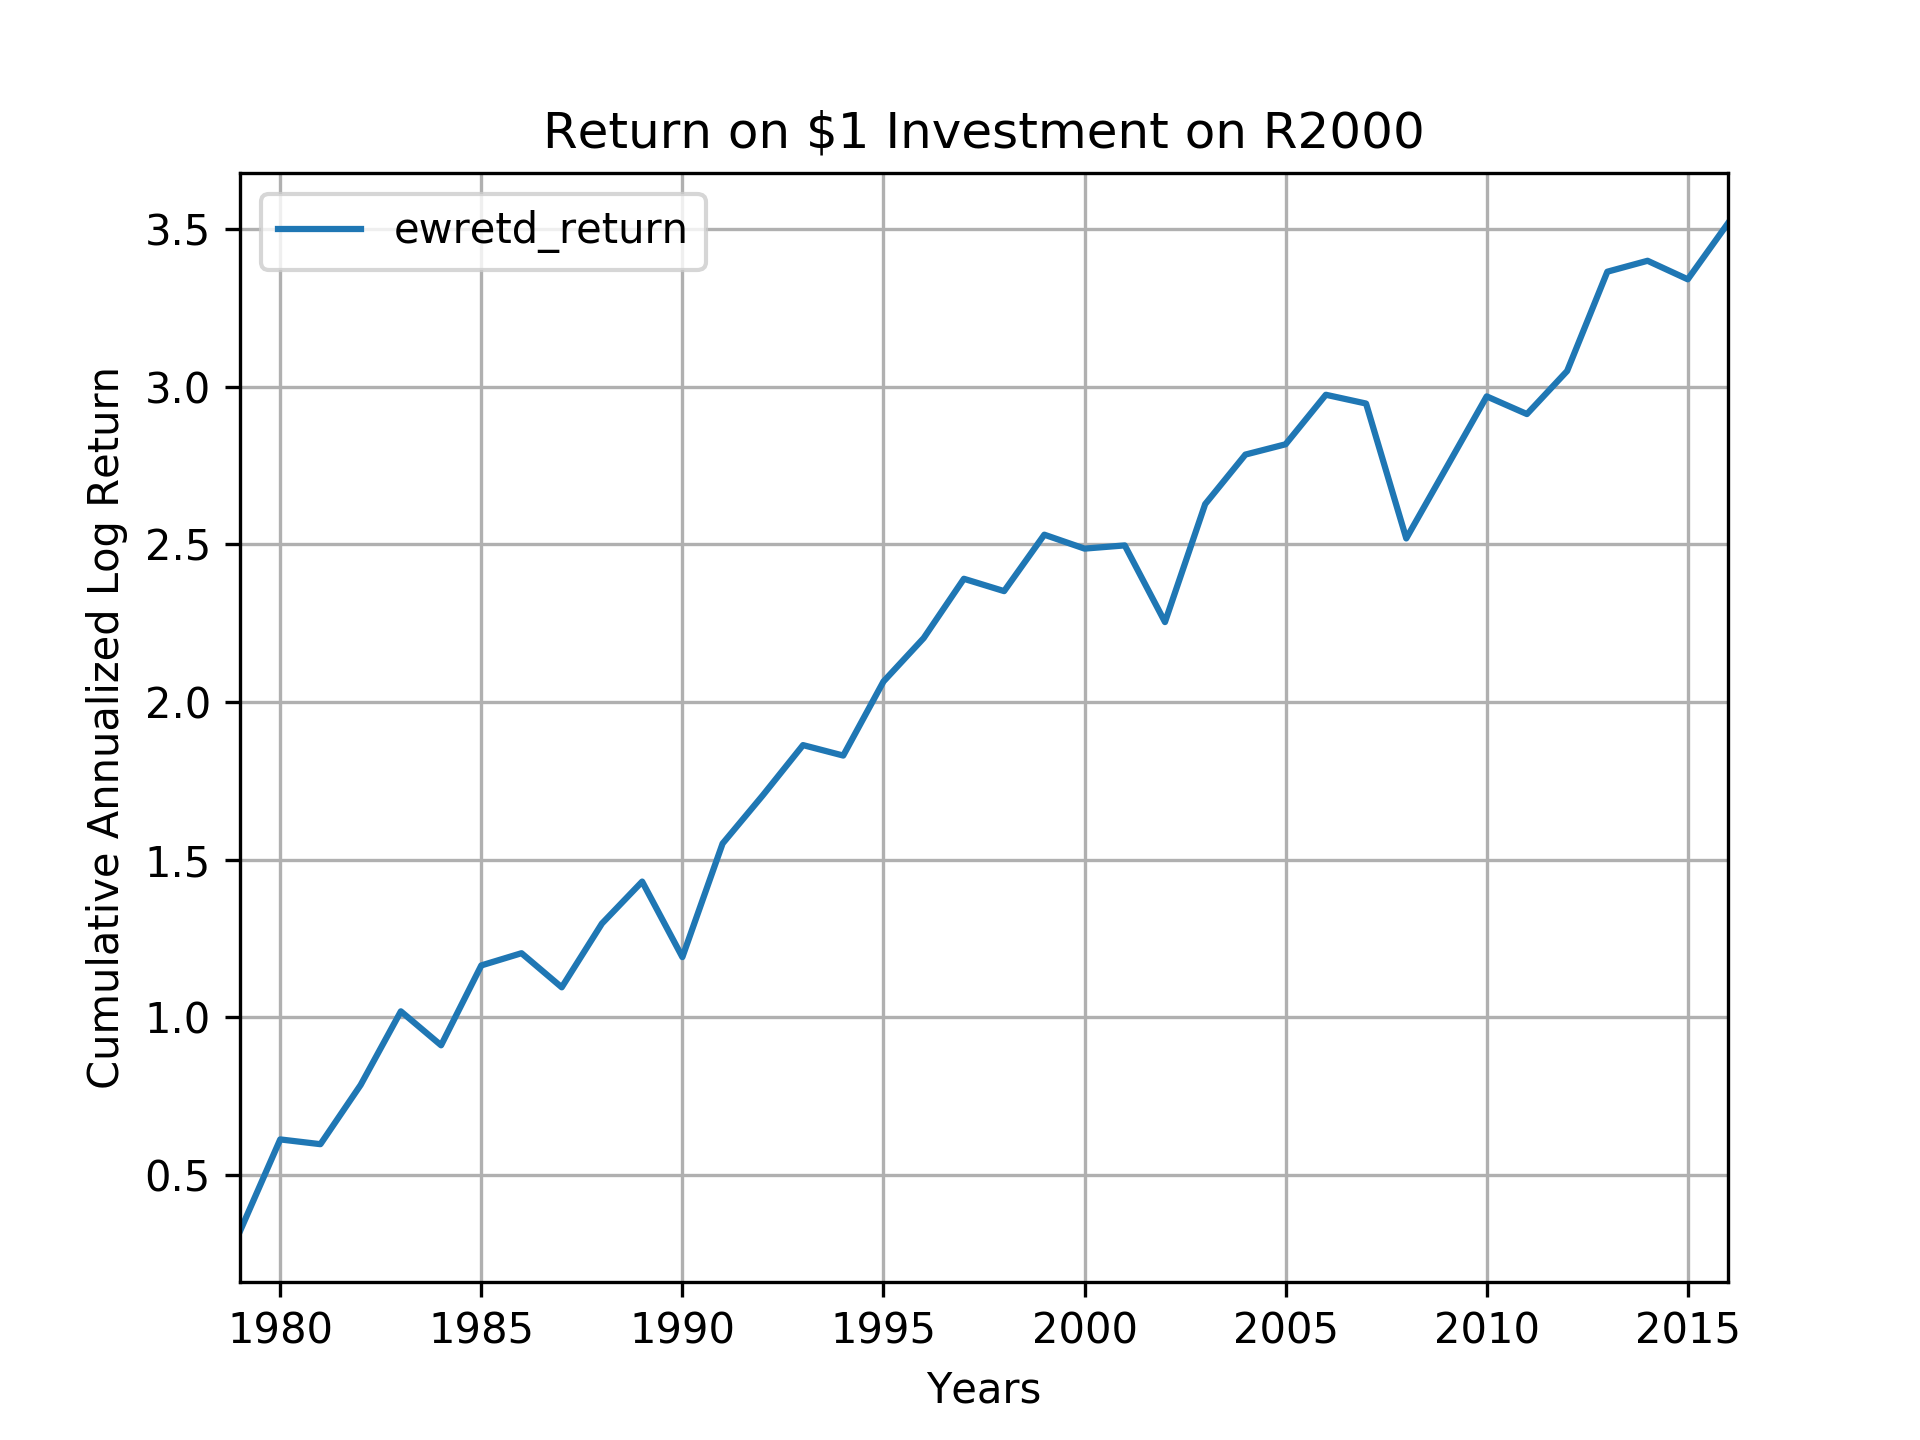 Return on $1 Investment on R2000
ewretd_return
Cumulative Annualized Log Return
3.5
3.0
2.5
2.0
1.5
1.0
0.5
1980 1985 1990 1995 2000 2005 2010 2015
Years